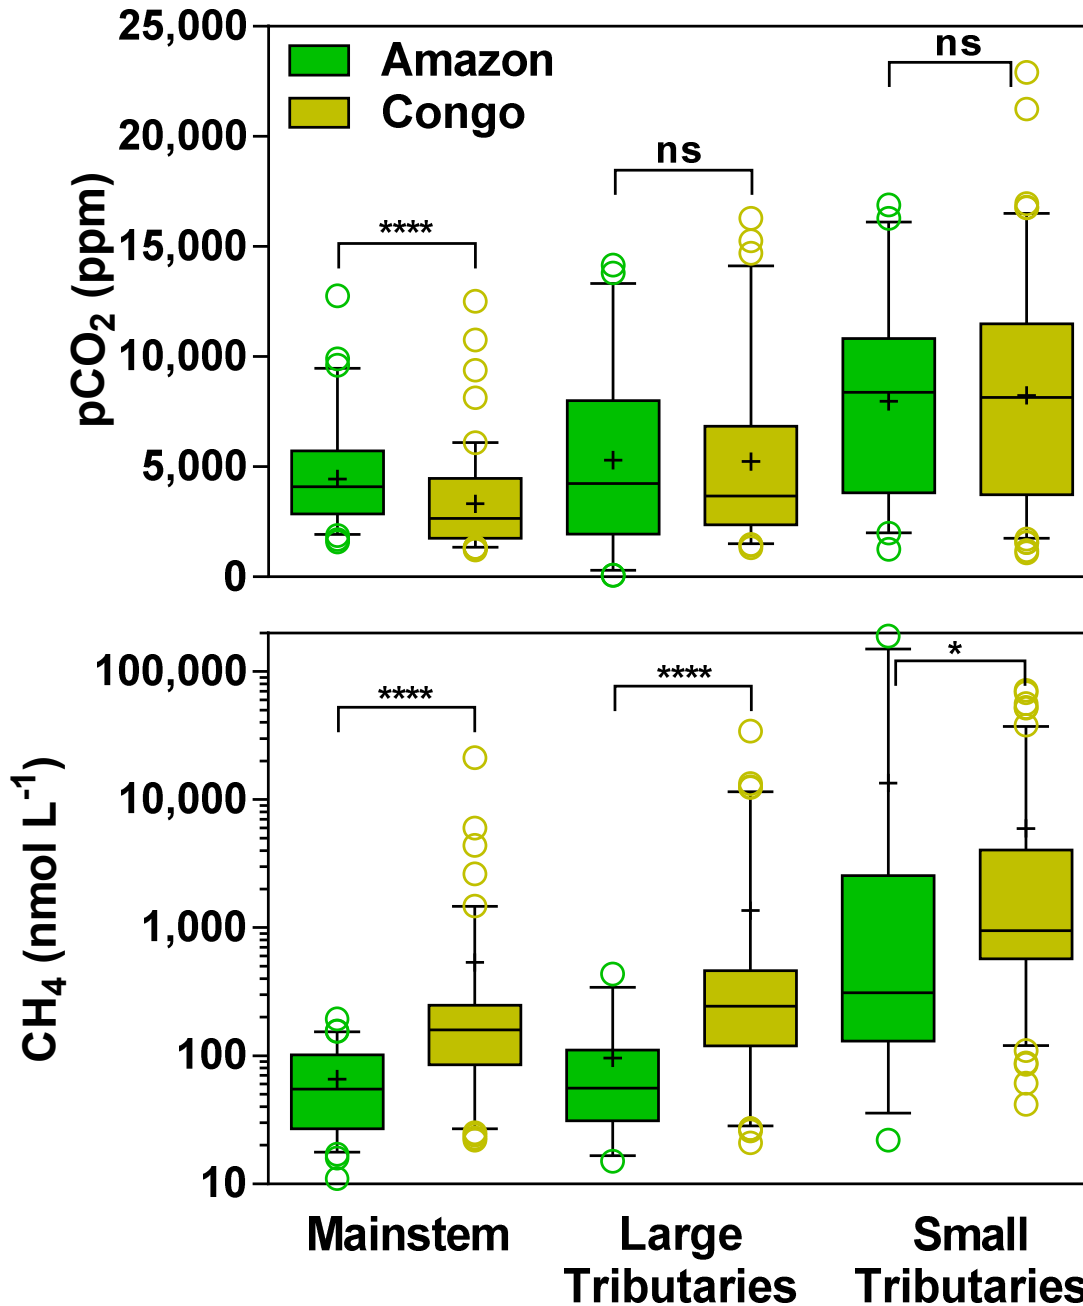 25,000
20,000
15,000
10,000
5,000
0
pCO₂ (ppm)
Amazon
Congo
****
ns
ns
100,000
10,000
1,000
100
10
CH₄ (nmol L⁻¹)
****
****
*
Mainstem
Large
Tributaries
Small
Tributaries